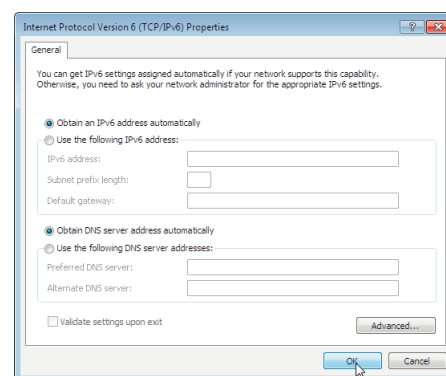 Internet Protocol Version 6 (TCP/IPv6) Properties
General
You can get IPv6 settings assigned automatically if your network supports this capability.
Otherwise, you need to ask your network administrator for the appropriate IPv6 settings.
Obtain an IPv6 address automatically
Use the following IPv6 address:
IPv6 address:
Subnet prefix length:
Default gateway:
Obtain DNS server address automatically
Use the following DNS server addresses:
Preferred DNS server:
Alternate DNS server:
Validate settings upon exit
Advanced...
OK
Cancel